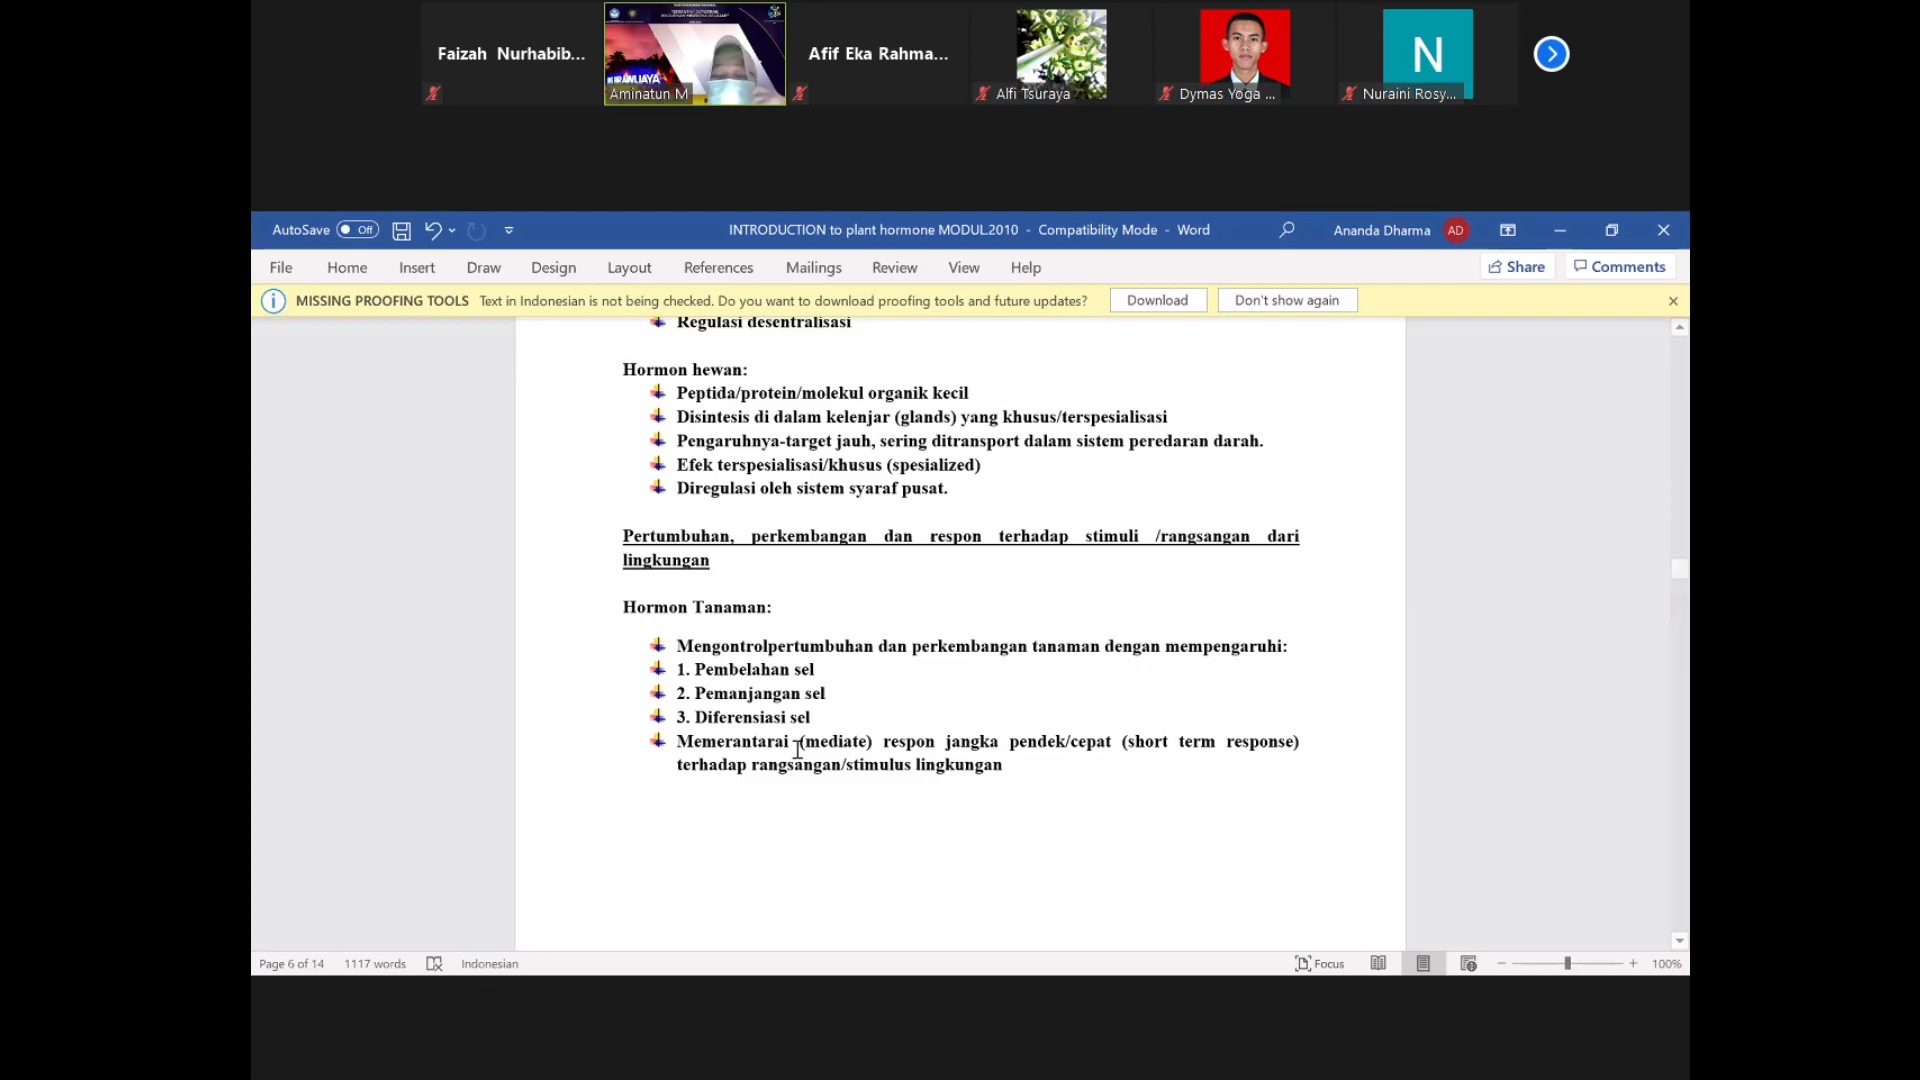 Faizah Nurhabib...
Aminatun M
Afif Eka Rahma...
Alfi Tsuraya
Dymas Yoga ...
N
Nuraini Rosy...
AutoSave Off
INTRODUCTION to plant hormone MODUL.2010 - Compatibility Mode - Word
Ananda Dharma AD
File Home Insert Draw Design Layout References Mailings Review View Help
Share Comments
MISSING PROOFING TOOLS Text in Indonesian is not being checked. Do you want to download proofing tools and future updates? Download Don't show again
Regulasi desentralisasi
Hormon hewan:
Peptida/protein/molekul organik kecil
Disintesis di dalam kelenjar (glands) yang khusus/terspesialisasi
Pengaruhnya-target jauh, sering ditransport dalam sistem peredaran darah.
Efek terspesialisasi/khusus (spesialized)
Diregulasi oleh sistem syaraf pusat.
Pertumbuhan, perkembangan dan respon terhadap stimuli /rangsangan dari
lingkungan
Hormon Tanaman:
Mengontrolpertumbuhan dan perkembangan tanaman dengan mempengaruhi:
1. Pembelahan sel
2. Pemanjangan sel
3. Diferensiasi sel
Memerantarai (mediate) respon jangka pendek/cepat (short term response)
terhadap rangsangan/stimulus lingkungan
Page 6 of 14 1117 words Indonesian
Focus
100%